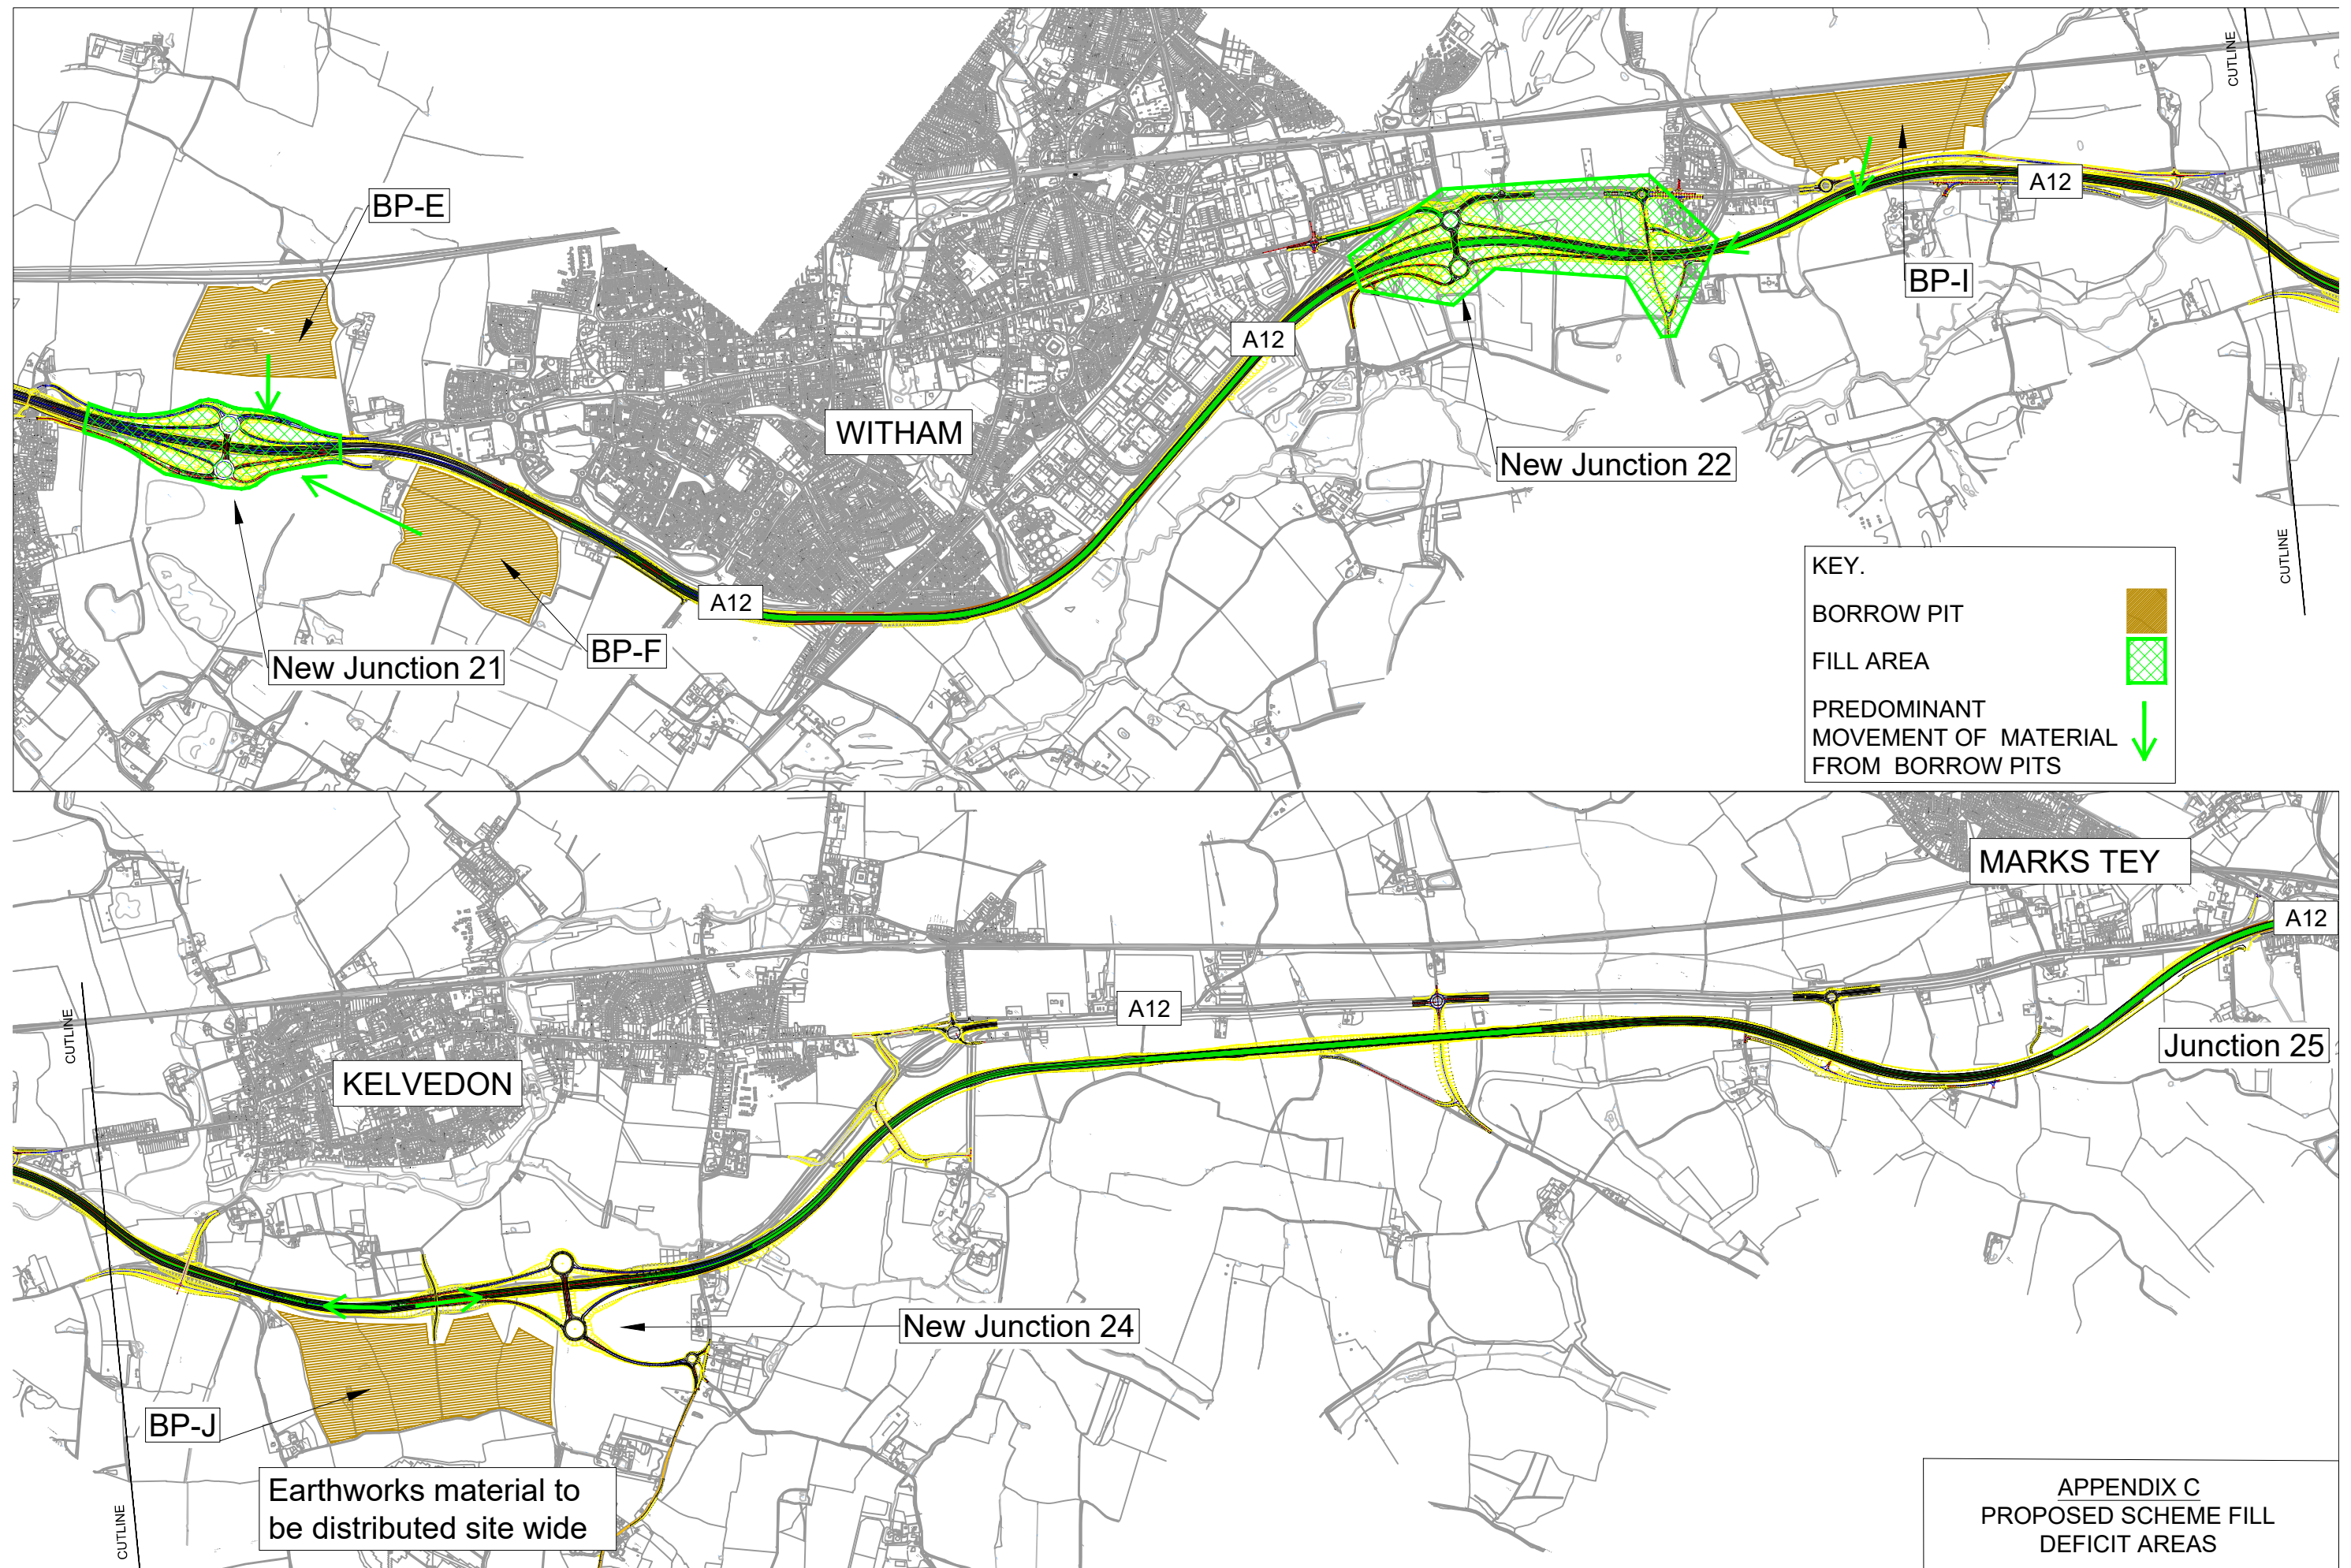 CUTLINE
BP-E
A12
BP-I
A12
WITHAM
New Junction 22
CUTLINE
KEY.
BORROW PIT
FILL AREA
PREDOMINANT
MOVEMENT OF MATERIAL
FROM BORROW PITS
A12
BP-F
New Junction 21
MARKS TEY
A12
A12
CUTLINE
Junction 25
KELVEDON
New Junction 24
BP-J
Earthworks material to
be distributed site wide
CUTLINE
APPENDIX C
PROPOSED SCHEME FILL
DEFICIT AREAS